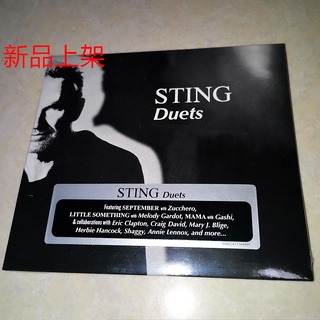 新品上架
STING
Duets
STING Duets
Featuring SEPTEMBER with Zucchero,
LITTLE SOMETHING with Melody Gardot, MAMA with Gashi,
& collaborations with Eric Clapton, Craig David, Mary J. Blige,
Herbie Hancock, Shaggy, Annie Lennox, and more...